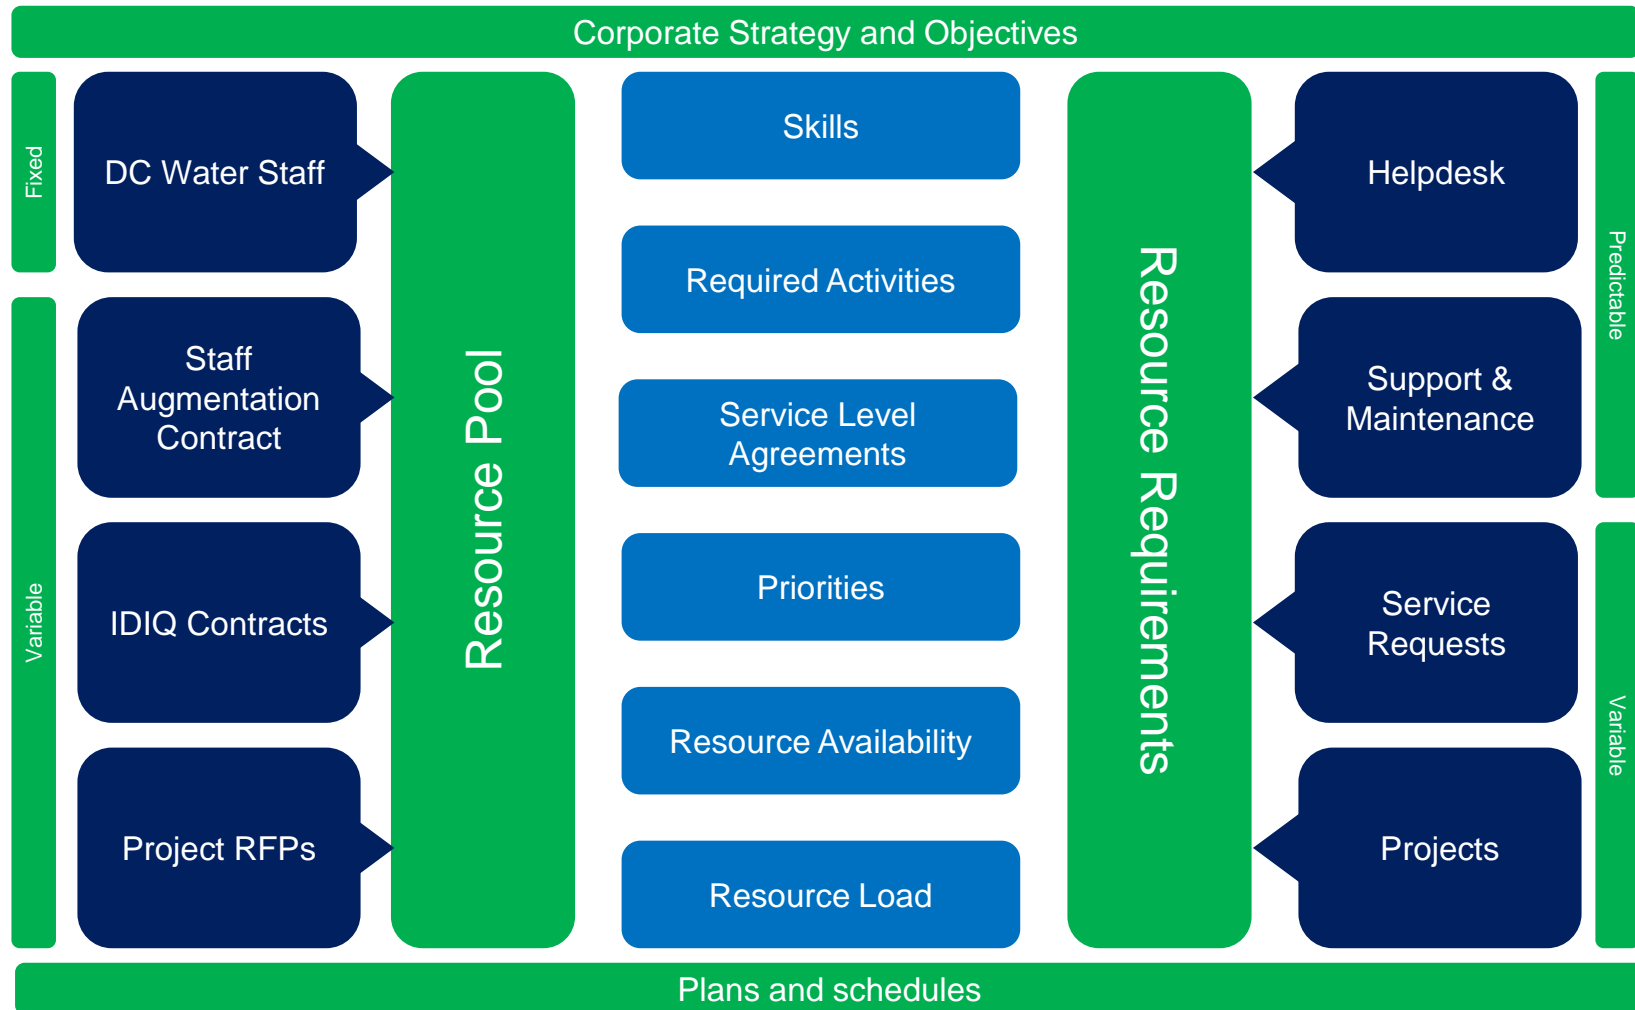 Corporate Strategy and Objectives
Fixed
DC Water Staff
Variable
Staff
Augmentation
Contract
IDIQ Contracts
Project RFPs
Resource Pool
Skills
Required Activities
Service Level
Agreements
Priorities
Resource Availability
Resource Load
Resource Requirements
Helpdesk
Support &
Maintenance
Service
Requests
Projects
Predictable
Variable
Plans and schedules